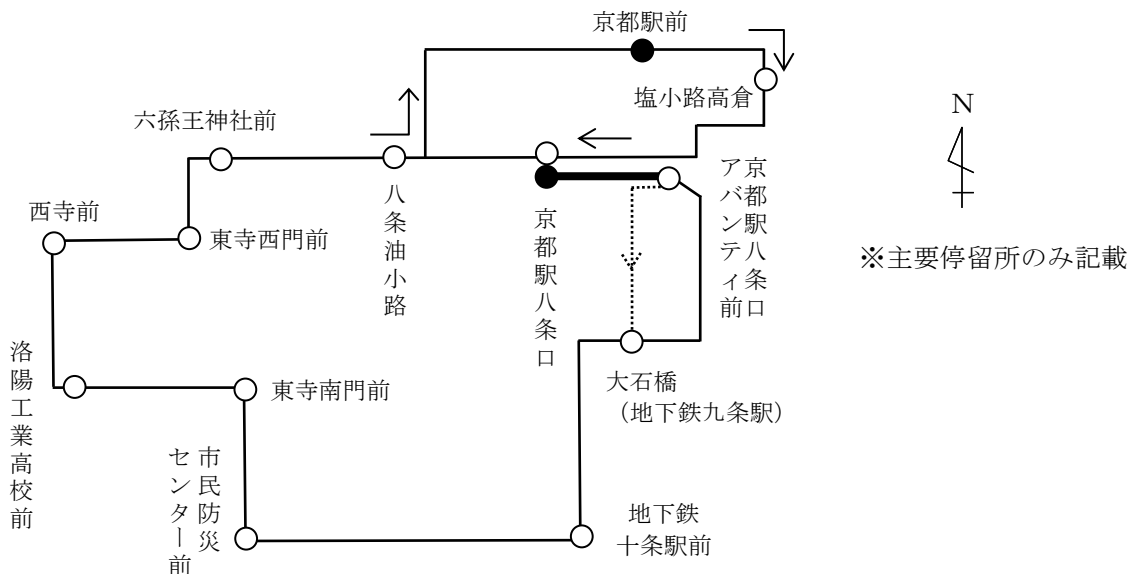 京都駅前
塩小路高倉
六孫王神社前
N
西寺前
東寺西門前
八条油小路
京都駅八条口
京都駅八条口
アバンティ前
※主要停留所のみ記載
洛陽工業高校前
東寺南門前
大石橋
（地下鉄九条駅）
市民防災
センター前
地下鉄
十条駅前